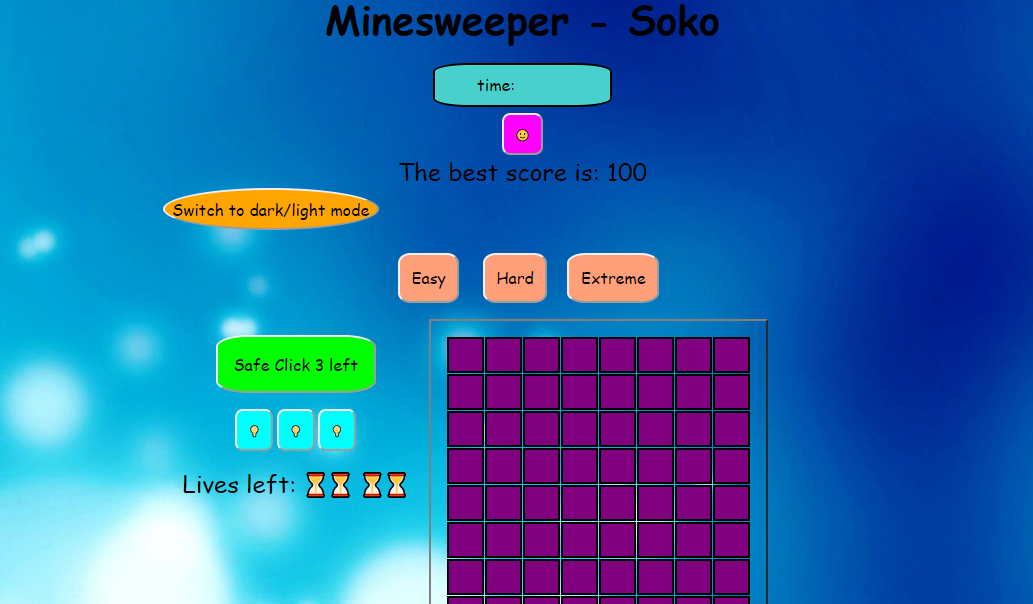 Minesweeper - Soko
time:
The best score is: 100
Switch to dark/light mode
Easy Hard Extreme
Safe Click 3 left
Lives left: